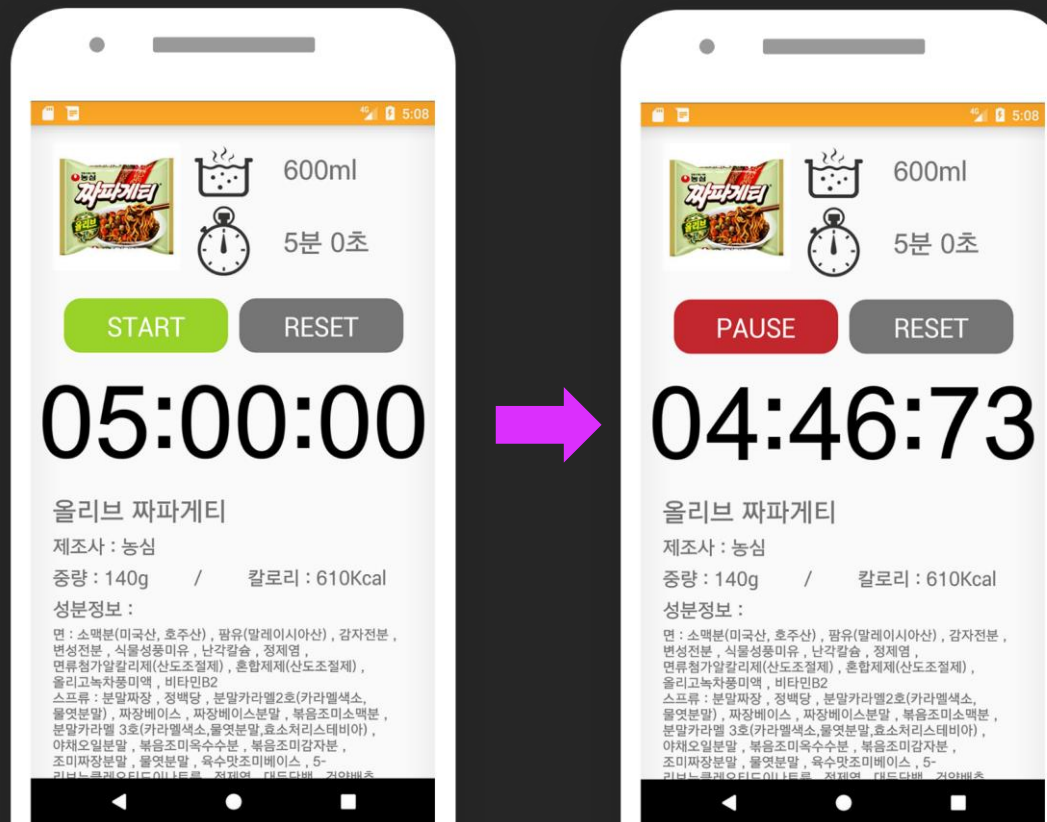 4G 5:08
농심
짜파게티
올리브
600ml
5분 0초
START RESET
05:00:00
올리브 짜파게티
제조사 : 농심
중량 : 140g / 칼로리 : 610Kcal
성분정보 :
면 : 소맥분(미국산, 호주산) , 팜유(말레이시아산) , 감자전분 ,
변성전분 , 식물성풍미유 , 난각칼슘 , 정제염 ,
면류첨가알칼리제(산도조절제) , 혼합제제(산도조절제) ,
올리고녹차풍미액 , 비타민B2
스프류 : 분말짜장 , 정백당 , 분말카라멜2호(카라멜색소,
물엿분말) , 짜장베이스 , 짜장베이스분말 , 볶음조미소맥분 ,
분말카라멜 3호(카라멜색소,물엿분말,효소처리스테비아) ,
야채오일분말 , 볶음조미옥수수분 , 볶음조미감자분 ,
조미짜장분말 , 물엿분말 , 육수맛조미베이스 , 5-
4G 5:08
농심
짜파게티
올리브
600ml
5분 0초
PAUSE RESET
04:46:73
올리브 짜파게티
제조사 : 농심
중량 : 140g / 칼로리 : 610Kcal
성분정보 :
면 : 소맥분(미국산, 호주산) , 팜유(말레이시아산) , 감자전분 ,
변성전분 , 식물성풍미유 , 난각칼슘 , 정제염 ,
면류첨가알칼리제(산도조절제) , 혼합제제(산도조절제) ,
올리고녹차풍미액 , 비타민B2
스프류 : 분말짜장 , 정백당 , 분말카라멜2호(카라멜색소,
물엿분말) , 짜장베이스 , 짜장베이스분말 , 볶음조미소맥분 ,
분말카라멜 3호(카라멜색소,물엿분말,효소처리스테비아) ,
야채오일분말 , 볶음조미옥수수분 , 볶음조미감자분 ,
조미짜장분말 , 물엿분말 , 육수맛조미베이스 , 5-